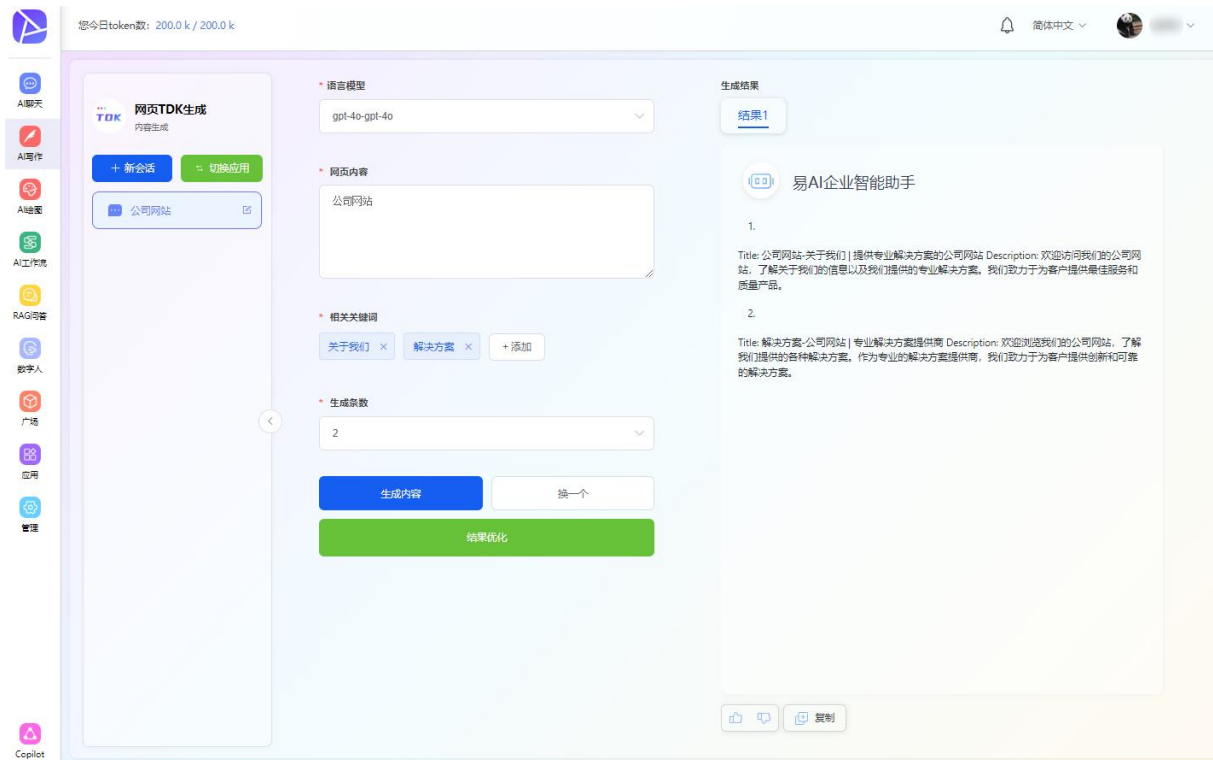 您今日token数：200.0 k / 200.0 k
简体中文
AI聊天
AI写作
AI绘图
AI工作流
RAG问答
数字人
广场
应用
管理
Copilot
TDK
网页TDK生成
内容生成
+ 新会话
切换应用
公司网站
* 语言模型
gpt-4o-gpt-4o
* 网页内容
公司网站
* 相关关键词
关于我们 ×
解决方案 ×
+ 添加
* 生成条数
2
生成内容
换一个
结果优化
生成结果
结果1
易AI企业智能助手
1.
Title: 公司网站-关于我们 | 提供专业解决方案的公司网站 Description: 欢迎访问我们的公司网
站，了解关于我们的信息以及我们提供的专业解决方案。我们致力于为客户提供最佳服务和
质量产品。
2.
Title: 解决方案-公司网站 | 专业解决方案提供商 Description: 欢迎浏览我们的公司网站，了解
我们提供的各种解决方案。作为专业的解决方案提供商，我们致力于为客户提供创新和可靠
的解决方案。
复制